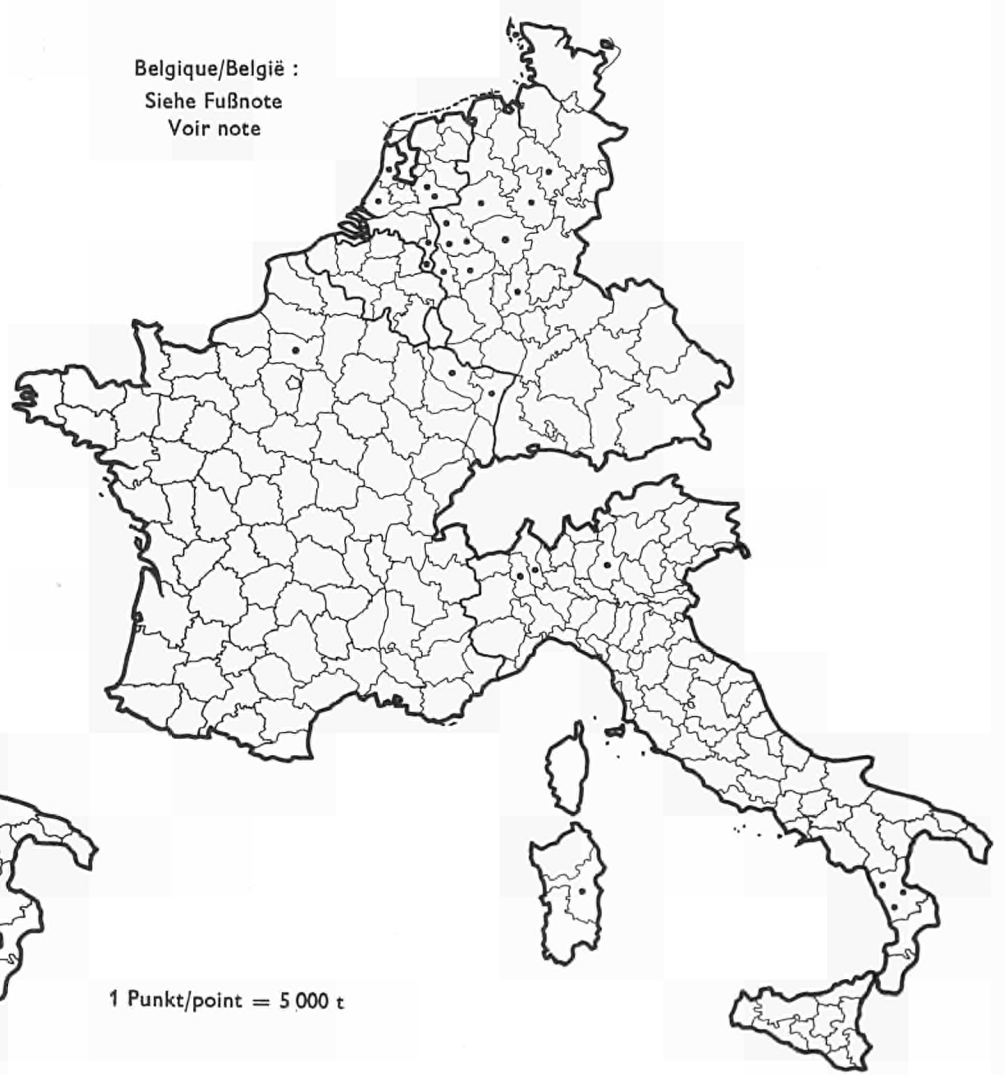 Belgique/België :
Siehe Fußnote
Voir note
1 Punkt/point = 5 000 t